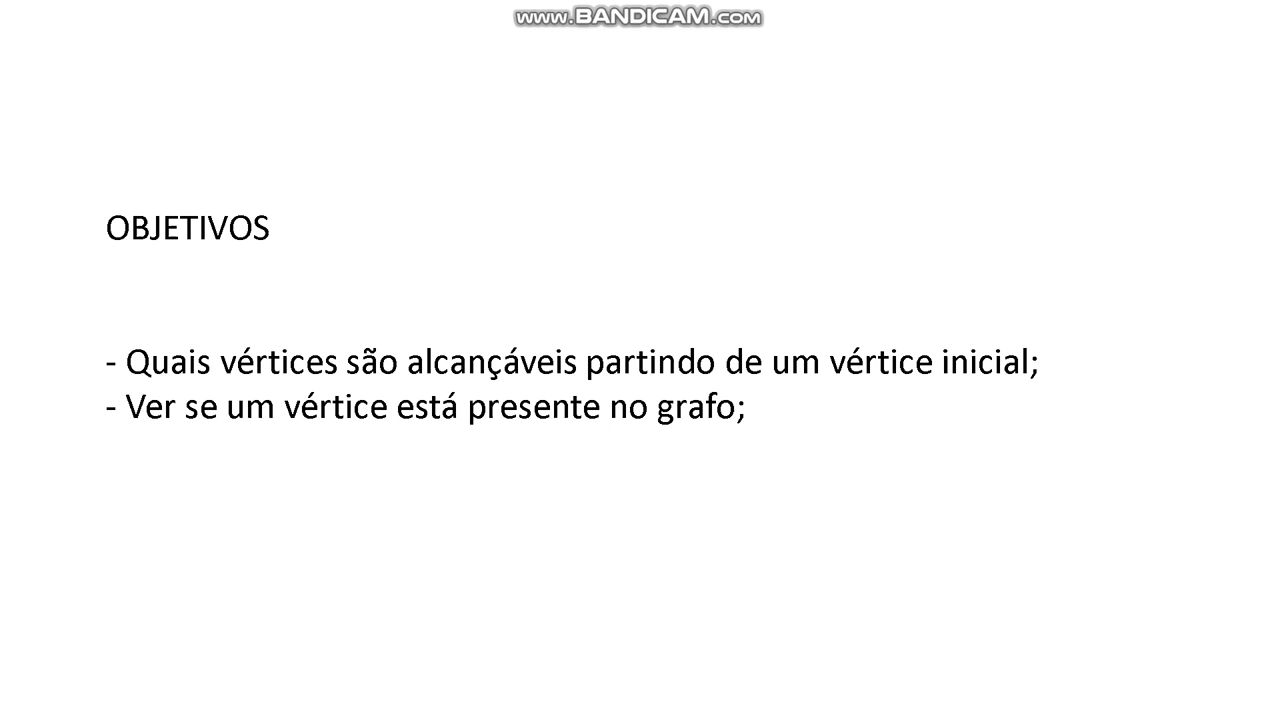 www.BANDICAM.com
OBJETIVOS
- Quais vértices são alcançáveis partindo de um vértice inicial;
- Ver se um vértice está presente no grafo;